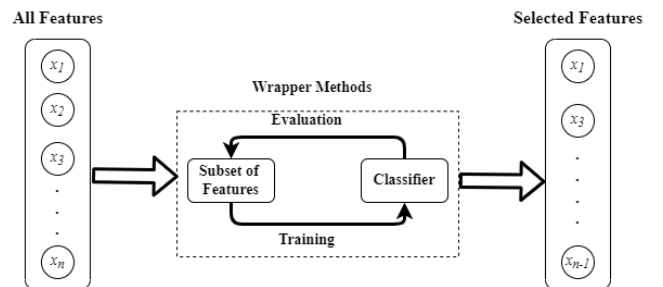 All Features
x1
x2
x3
.
.
.
xn
Wrapper Methods
Evaluation
Subset of
Features
Classifier
Training
Selected Features
x1
x3
.
.
.
.
xn-1